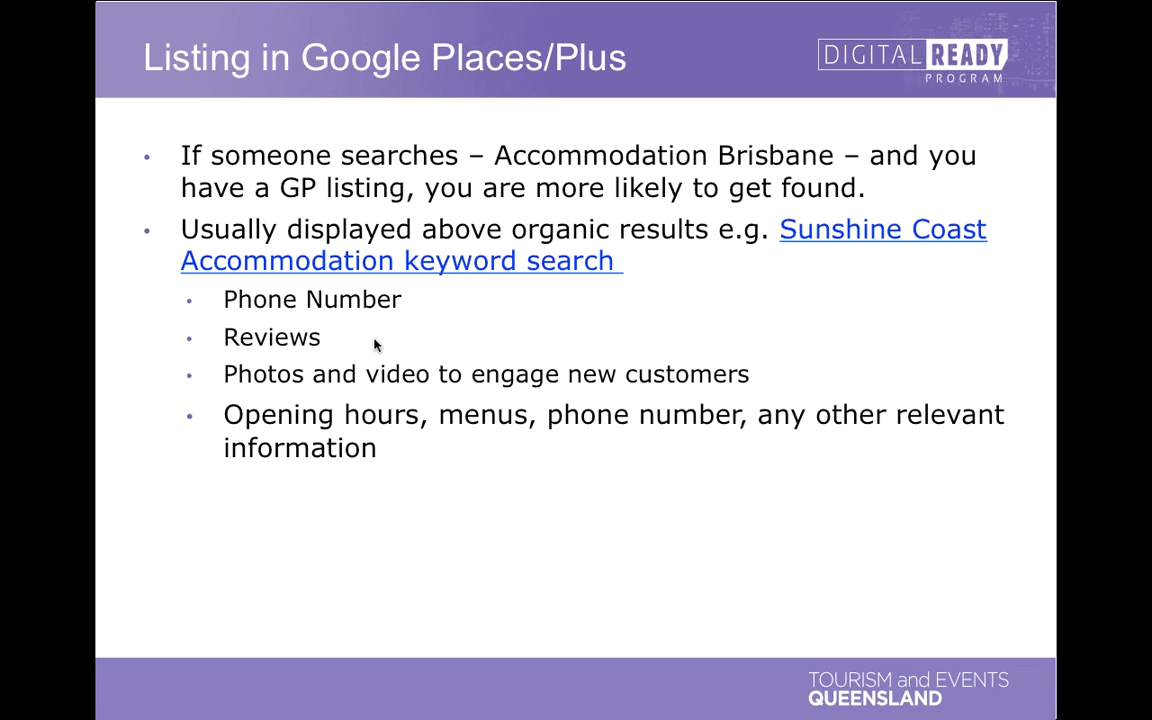 Listing in Google Places/Plus
DIGITAL READY
PROGRAM
• If someone searches – Accommodation Brisbane – and you
have a GP listing, you are more likely to get found.
• Usually displayed above organic results e.g. Sunshine Coast
Accommodation keyword search
• Phone Number
• Reviews
• Photos and video to engage new customers
• Opening hours, menus, phone number, any other relevant
information
TOURISM and EVENTS
QUEENSLAND